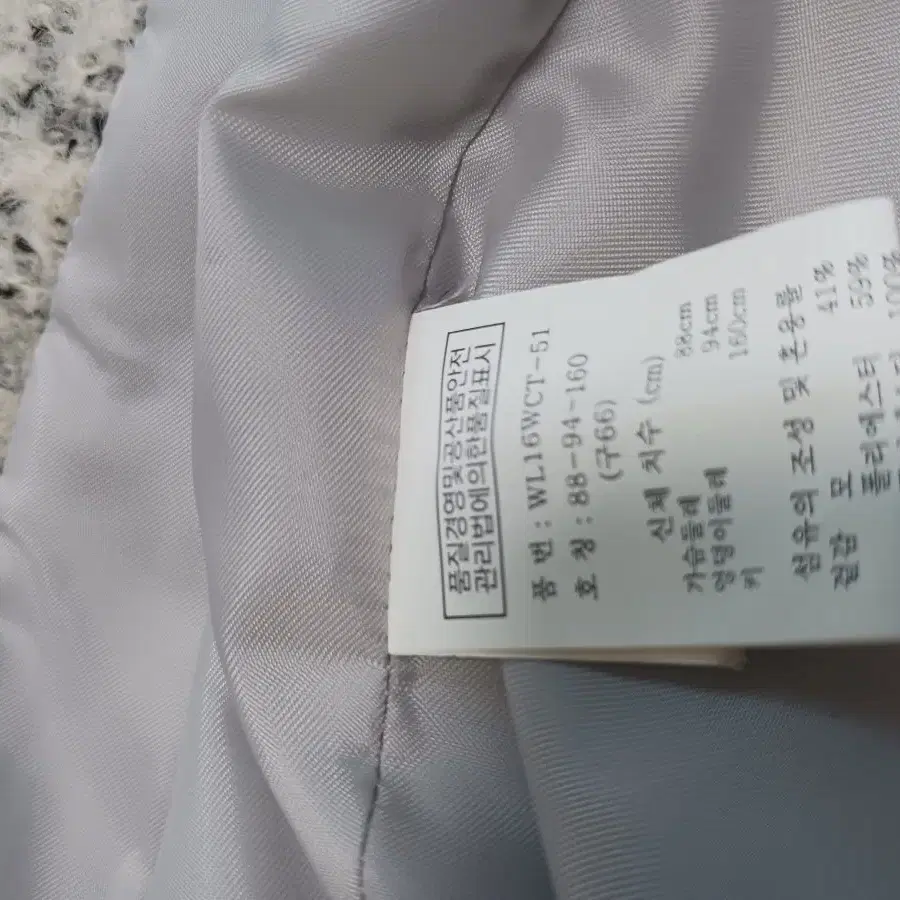 품질경영및공산품안전
관리법에의한품질표시
품 번 : WL16WCT-51
호 칭 : 88-94-160
(구66)
신체 치수 (cm)
가슴둘레 88cm
엉덩이둘레 94cm
키 160cm
섬유의 조성 및 혼용률
겉감 모 41%
폴리에스터 59%
100%